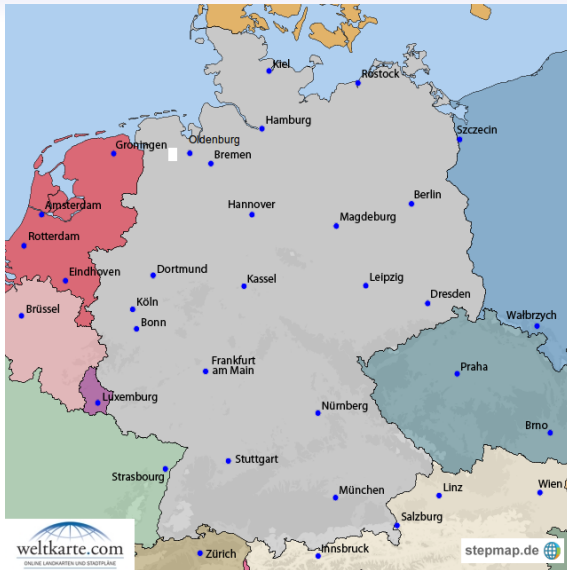 Kiel
Rostock
Hamburg
Szczecin
Groningen
Oldenburg
Bremen
Berlin
Amsterdam
Hannover
Magdeburg
Rotterdam
Eindhoven
Dortmund
Kassel
Leipzig
Dresden
Brüssel
Köln
Bonn
Wałbrzych
Frankfurt
am Main
Praha
Luxemburg
Nürnberg
Brno
Stuttgart
Strasbourg
München
Linz
Wien
Salzburg
Zürich
Innsbruck
weltkarte.com
ONLINE LANDKARTEN UND STADTPLÄNE
stepmap.de